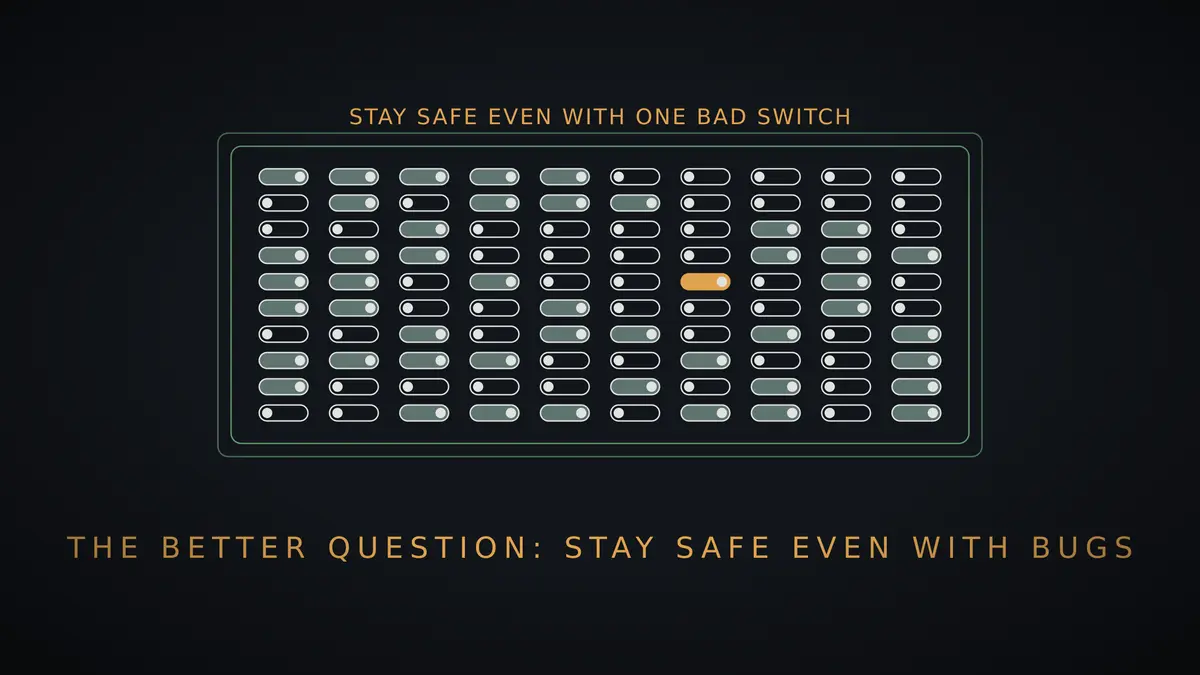 STAY SAFE EVEN WITH ONE BAD SWITCH
THE BETTER QUESTION: STAY SAFE EVEN WITH BUGS